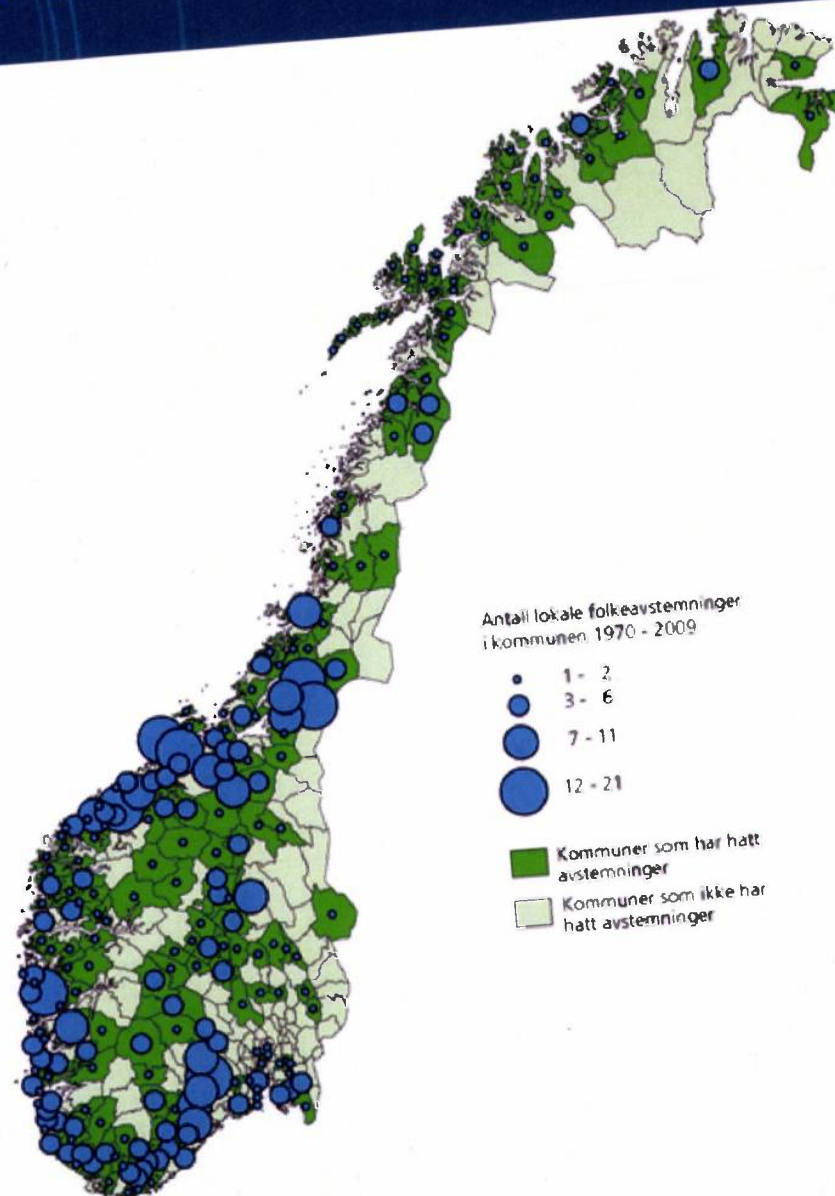 Antall lokale folkeavstemninger
i kommunen 1970 - 2009
1 - 2
3 - 6
7 - 11
12 - 21
Kommuner som har hatt
avstemninger
Kommuner som ikke har
hatt avstemninger